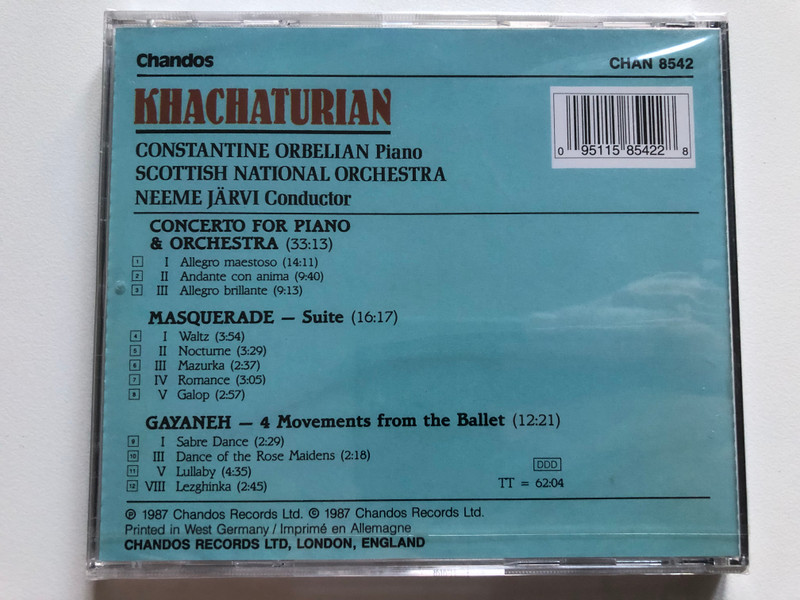 Chandos CHAN 8542
KHACHATURIAN
0 95115 85422 8
CONSTANTINE ORBELIAN Piano
SCOTTISH NATIONAL ORCHESTRA
NEEME JÄRVI Conductor
CONCERTO FOR PIANO
& ORCHESTRA (33:13)
1 I Allegro maestoso (14:11)
2 II Andante con anima (9:40)
3 III Allegro brillante (9:13)
MASQUERADE — Suite (16:17)
4 I Waltz (3:54)
5 II Nocturne (3:29)
6 III Mazurka (2:37)
7 IV Romance (3:05)
8 V Galop (2:57)
GAYANEH — 4 Movements from the Ballet (12:21)
9 I Sabre Dance (2:29)
10 III Dance of the Rose Maidens (2:18)
11 V Lullaby (4:35)
12 VIII Lezghinka (2:45)
DDD
TT = 62:04
℗ 1987 Chandos Records Ltd. © 1987 Chandos Records Ltd.
Printed in West Germany / Imprimé en Allemagne
CHANDOS RECORDS LTD, LONDON, ENGLAND